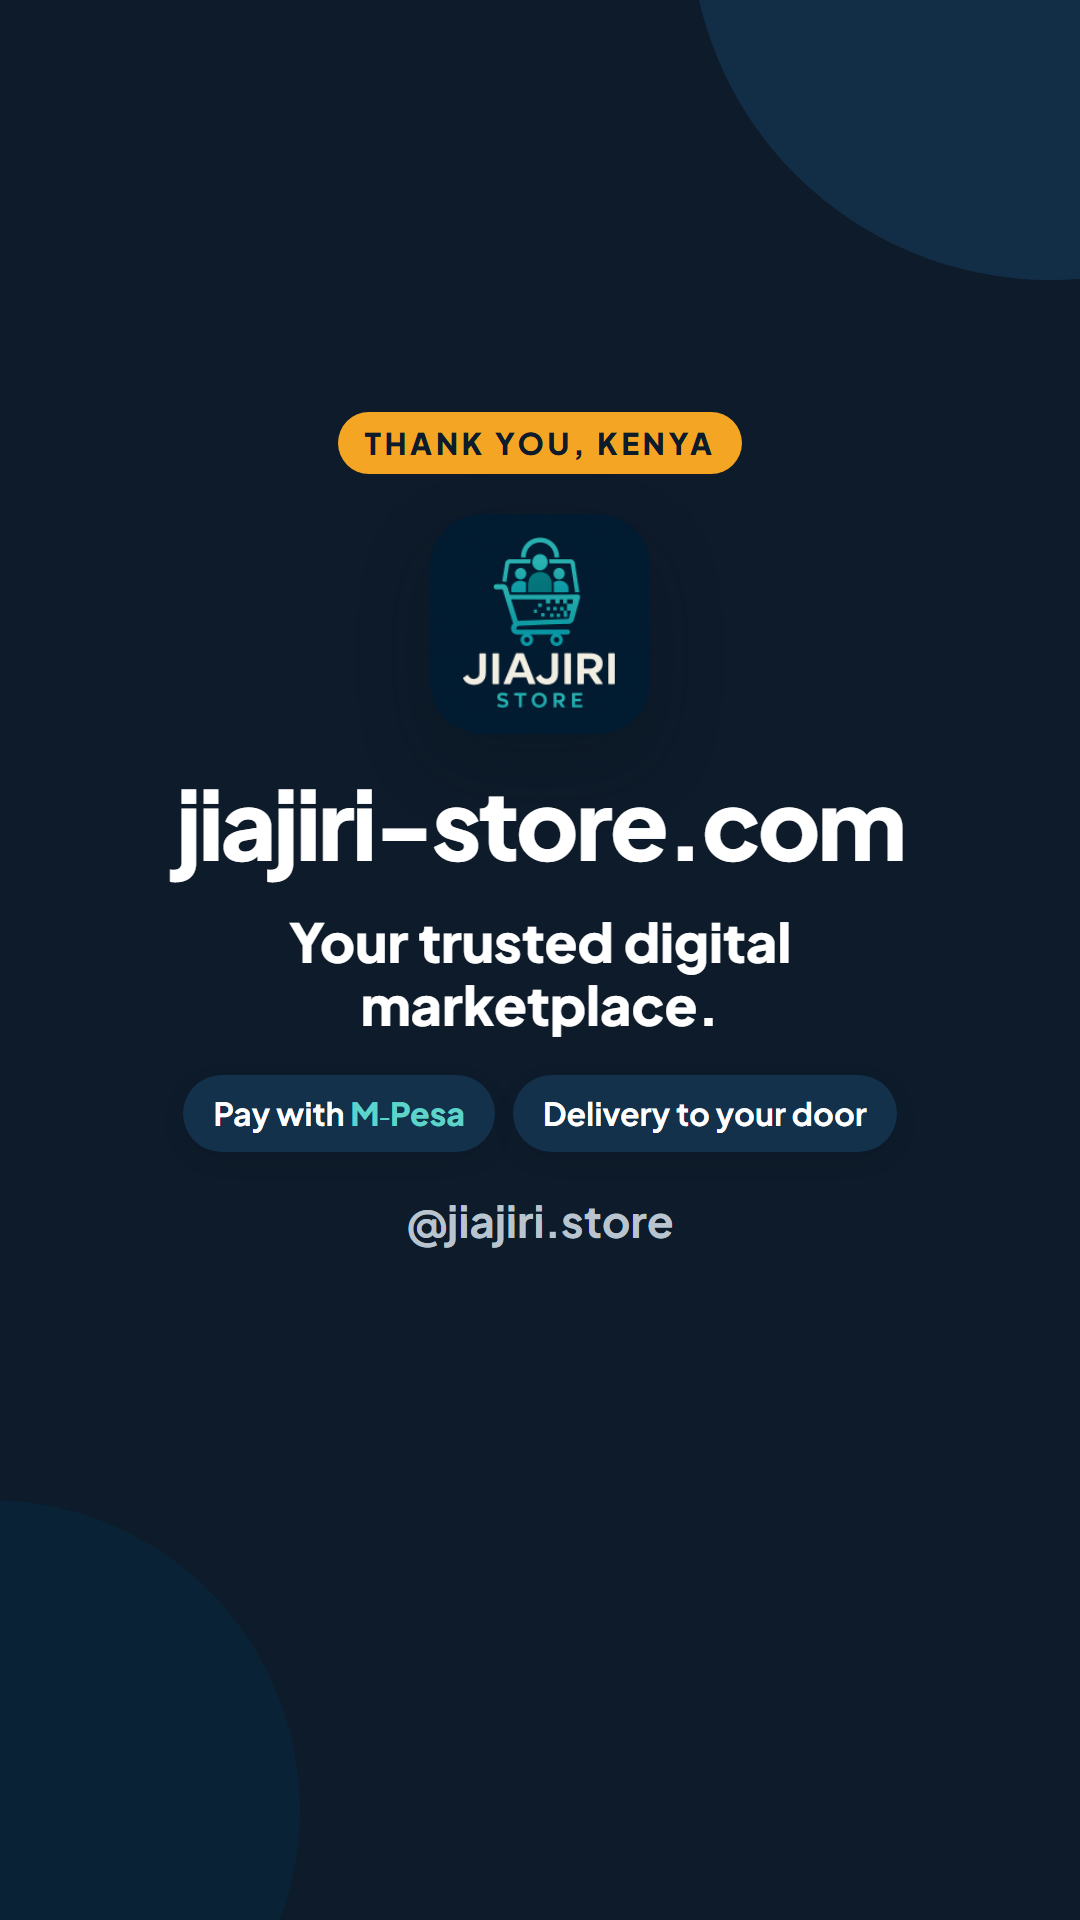 THANK YOU, KENYA
JIAJIRI
STORE
jiajiri-store.com
Your trusted digital
marketplace.
Pay with M-Pesa
Delivery to your door
@jiajiri.store